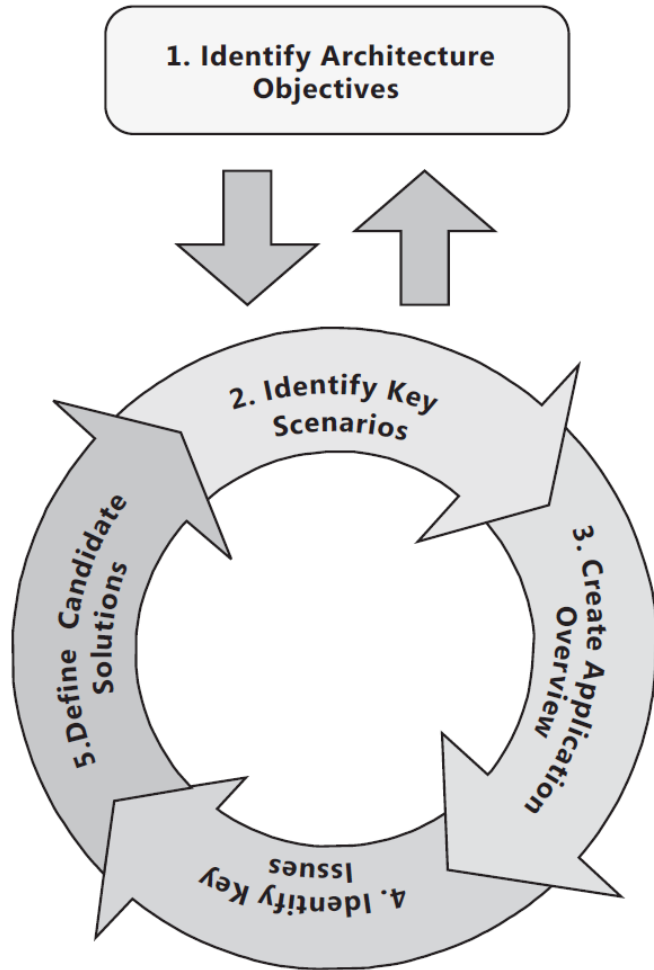 1. Identify Architecture
Objectives
2. Identify Key
Scenarios
3. Create Application
Overview
4. Identify Key
Issues
5.Define Candidate
Solutions